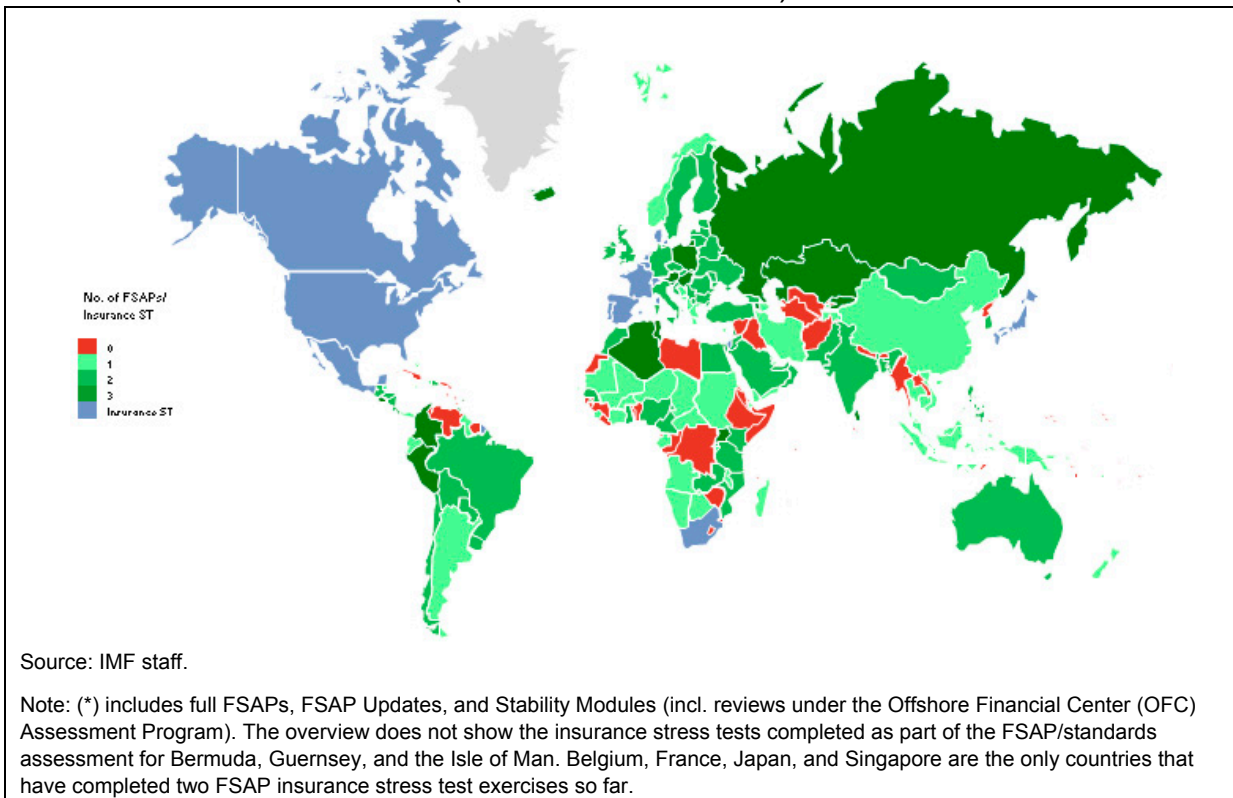 No. of FSAPs/
Insurance ST
0
1
2
3
Insurance ST
Source: IMF staff.
Note: (*) includes full FSAPs, FSAP Updates, and Stability Modules (incl. reviews under the Offshore Financial Center (OFC)
Assessment Program). The overview does not show the insurance stress tests completed as part of the FSAP/standards
assessment for Bermuda, Guernsey, and the Isle of Man. Belgium, France, Japan, and Singapore are the only countries that
have completed two FSAP insurance stress test exercises so far.